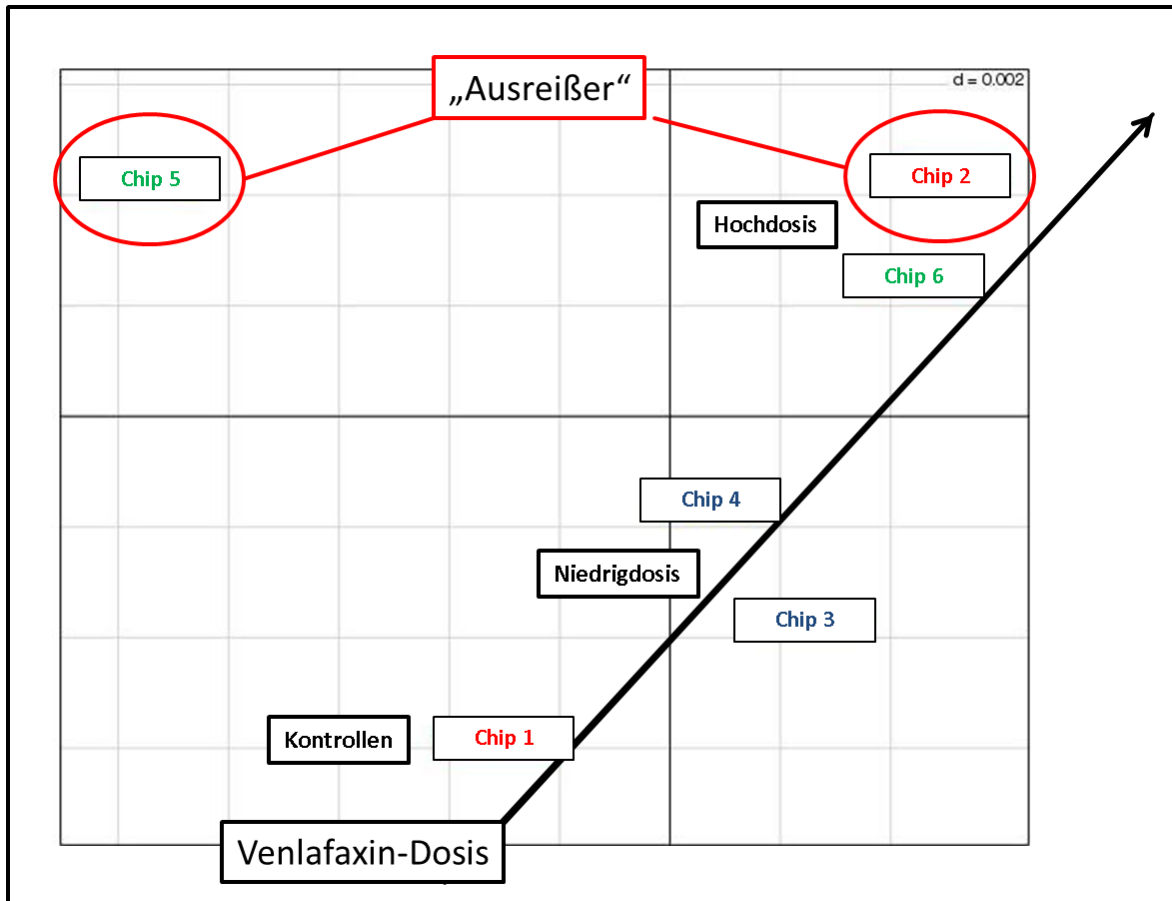 „Ausreißer“
d = 0.002
Chip 5
Chip 2
Hochdosis
Chip 6
Chip 4
Niedrigdosis
Chip 3
Kontrollen
Chip 1
Venlafaxin-Dosis